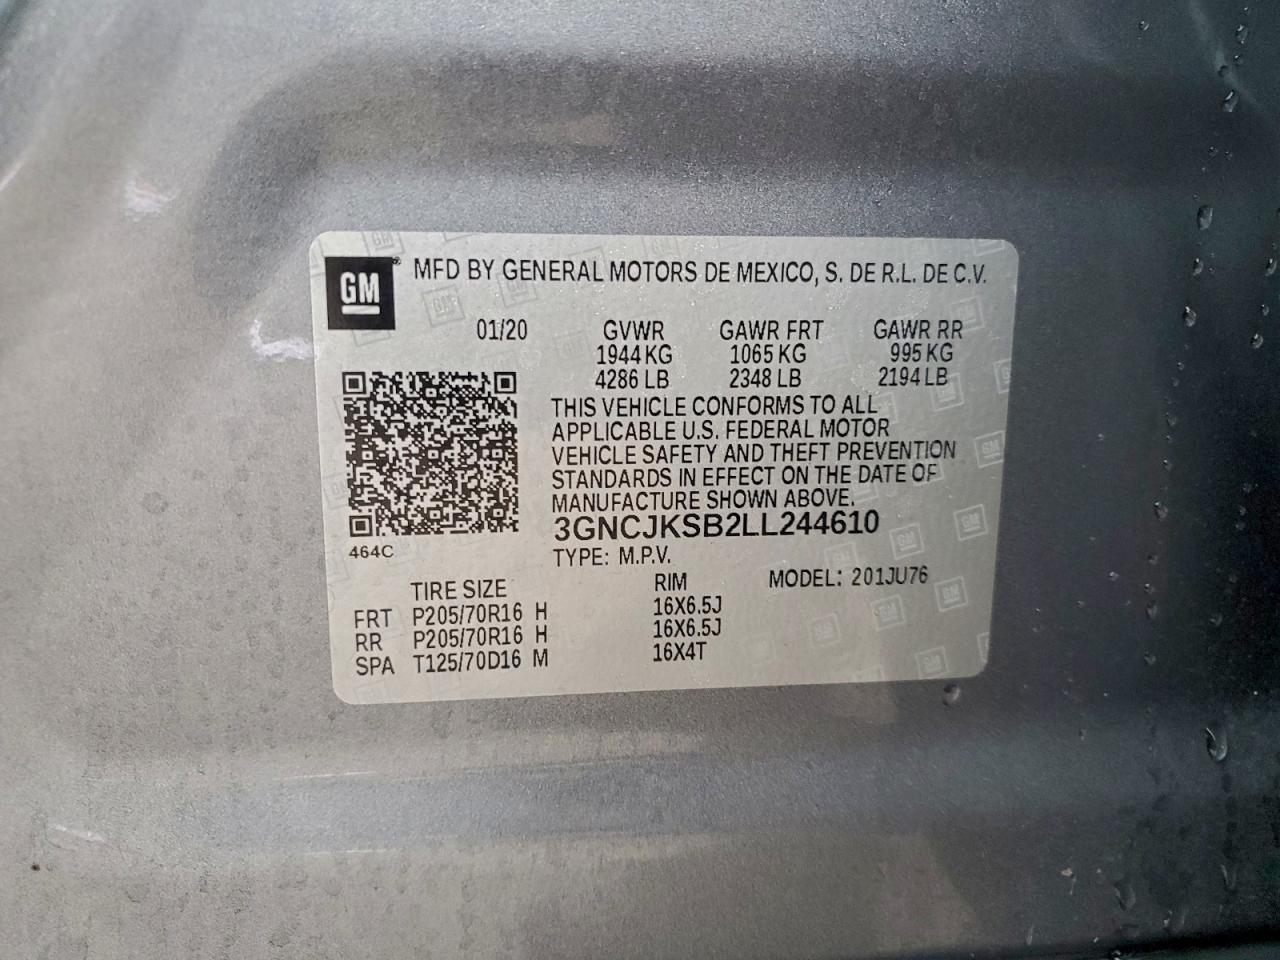 GM
MFD BY GENERAL MOTORS DE MEXICO, S. DE R.L. DE C.V.
01/20 GVWR GAWR FRT GAWR RR
1944 KG 1065 KG 995 KG
4286 LB 2348 LB 2194 LB
THIS VEHICLE CONFORMS TO ALL
APPLICABLE U.S. FEDERAL MOTOR
VEHICLE SAFETY AND THEFT PREVENTION
STANDARDS IN EFFECT ON THE DATE OF
MANUFACTURE SHOWN ABOVE.
3GNCJKSB2LL244610
464C
TYPE: M.P.V.
TIRE SIZE RIM MODEL: 201JU76
FRT P205/70R16 H 16X6.5J
RR P205/70R16 H 16X6.5J
SPA T125/70D16 M 16X4T